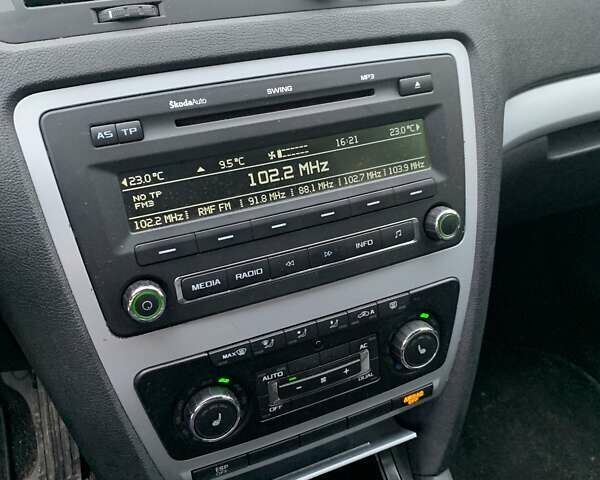 ŠkodaAuto SWING MP3
AS TP
23.0°C 9.5°C 16:21 23.0°C
102.2 MHz
NO TP
FM3
102.2 MHz RMF FM 91.8 MHz 88.1 MHz 102.7 MHz 103.9 MHz
MEDIA RADIO INFO
MAX
AUTO AC
OFF DUAL
ESP
OFF